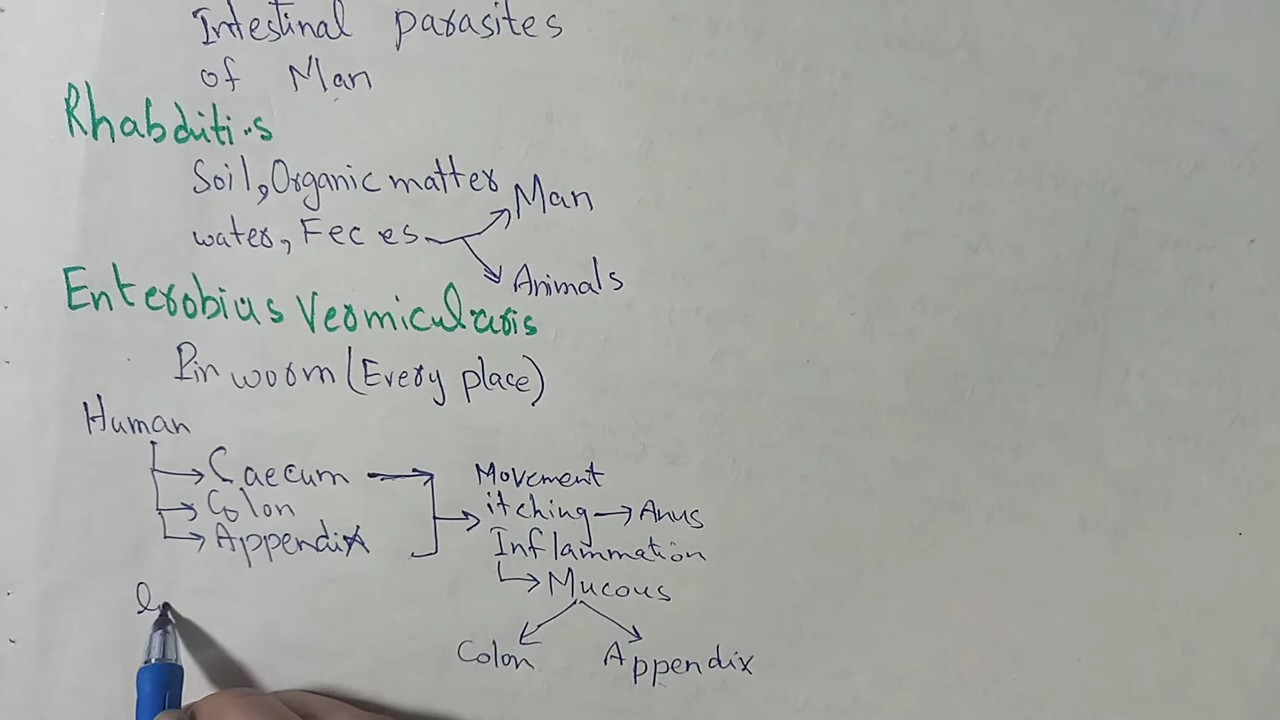 Intestinal parasites
of Man
Rhabditis
Soil, Organic matter
water, Feces → Man
→ Animals
Enterobius Vermicularis
Pin worm (Every place)
Human
→ Caecum →
→ Colon
→ Appendix
→ Movement
itching → Anus
Inflammation
→ Mucous
Colon Appendix